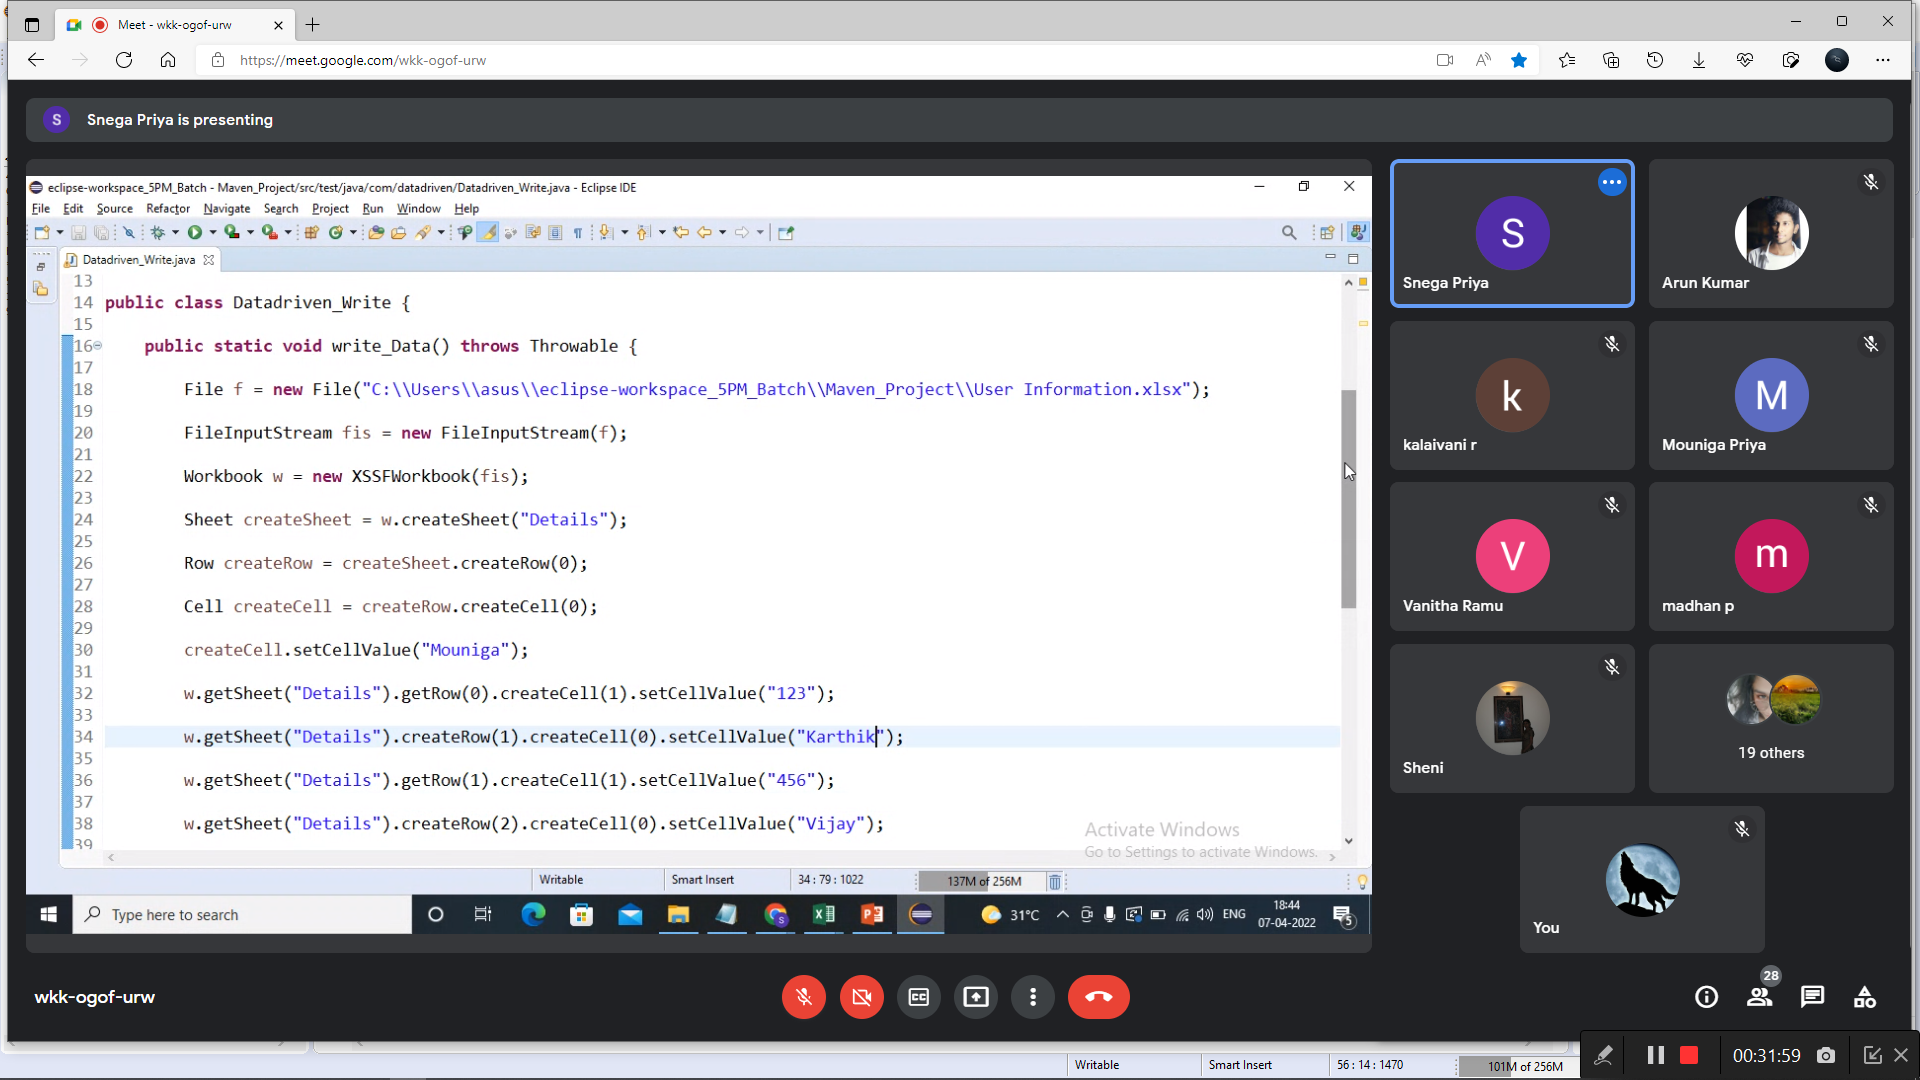 Meet - wkk-ogof-urw
https://meet.google.com/wkk-ogof-urw
S
Snega Priya is presenting
eclipse-workspace_5PM_Batch - Maven_Project/src/test/java/com/datadriven/Datadriven_Write.java - Eclipse IDE
File Edit Source Refactor Navigate Search Project Run Window Help
Datadriven_Write.java
13
14 public class Datadriven_Write {
15
16 public static void write_Data() throws Throwable {
17
18 File f = new File("C:\\Users\\asus\\eclipse-workspace_5PM_Batch\\Maven_Project\\User Information.xlsx");
19
20 FileInputStream fis = new FileInputStream(f);
21
22 Workbook w = new XSSFWorkbook(fis);
23
24 Sheet createSheet = w.createSheet("Details");
25
26 Row createRow = createSheet.createRow(0);
27
28 Cell createCell = createRow.createCell(0);
29
30 createCell.setCellValue("Mouniga");
31
32 w.getSheet("Details").getRow(0).createCell(1).setCellValue("123");
33
34 w.getSheet("Details").createRow(1).createCell(0).setCellValue("Karthik");
35
36 w.getSheet("Details").getRow(1).createCell(1).setCellValue("456");
37
38 w.getSheet("Details").createRow(2).createCell(0).setCellValue("Vijay");
39
Activate Windows
Go to Settings to activate Windows.
Writable Smart Insert 34 : 79 : 1022 137M of 256M
Type here to search
31°C ENG 18:44
07-04-2022
5
S
Snega Priya
Arun Kumar
k
kalaivani r
M
Mouniga Priya
V
Vanitha Ramu
m
madhan p
Sheni
19 others
You
wkk-ogof-urw
CC
28
Writable Smart Insert 56 : 14 : 1470 101M of 256M
00:31:59